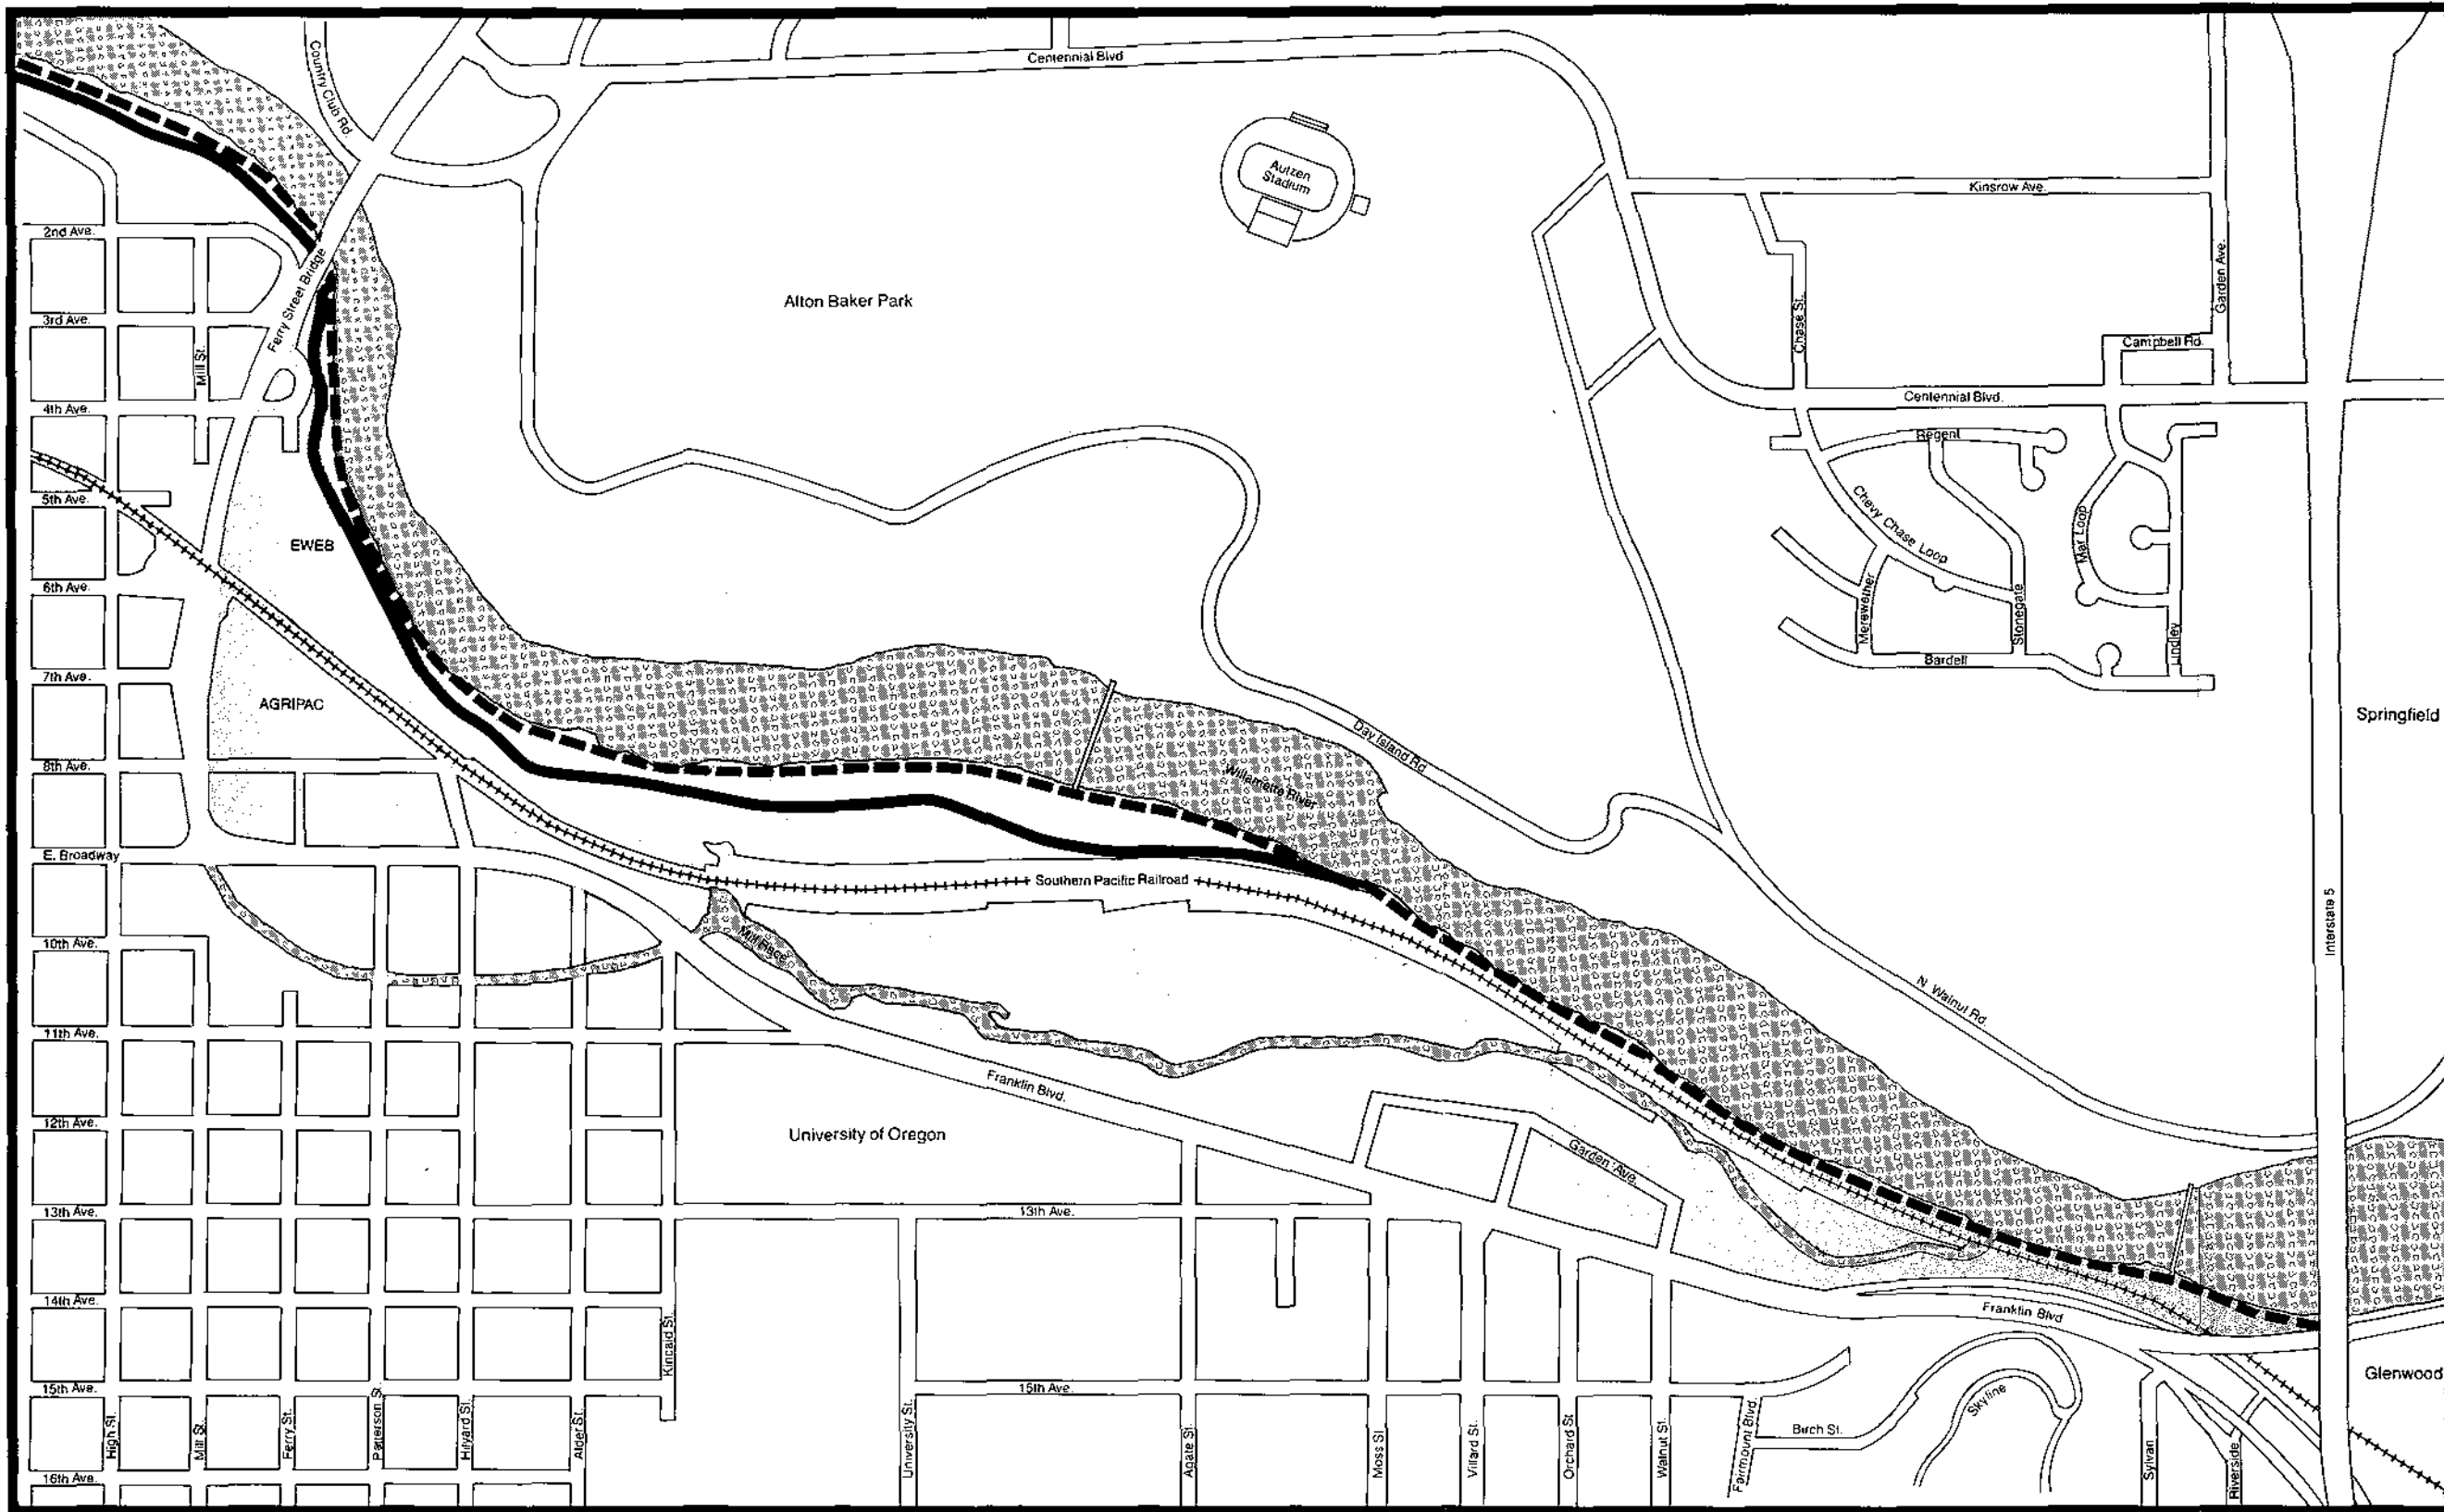 Country Club Rd.
Centennial Blvd
Autzen
Stadium
Kinsrow Ave.
2nd Ave.
Ferry Street Bridge
Garden Ave.
Alton Baker Park
3rd Ave.
Mill St.
Chase St.
Campbell Rd.
4th Ave.
Centennial Blvd.
Regent
5th Ave.
Chevy Chase Loop
Mar Loop
EWEB
6th Ave.
Merewether
Stonegate
Lindley
Bardell
7th Ave.
AGRIPAC
Springfield
Day Island Rd
8th Ave.
Willamette River
E. Broadway
Southern Pacific Railroad
Interstate 5
10th Ave.
Mill Race
N. Walnut Rd.
11th Ave.
Franklin Blvd.
12th Ave.
University of Oregon
Garden Ave.
13th Ave.
13th Ave.
14th Ave.
Franklin Blvd
Kincaid St.
Glenwood
15th Ave.
15th Ave.
Skyline
High St.
Mill St.
Ferry St.
Patterson S
Hilyard St.
Alder St.
University St.
Agate St.
Moss St
Villard St.
Orchard St
Walnut St.
Fairmount Blvd.
Birch St.
Sylvan
Riverside
16th Ave.